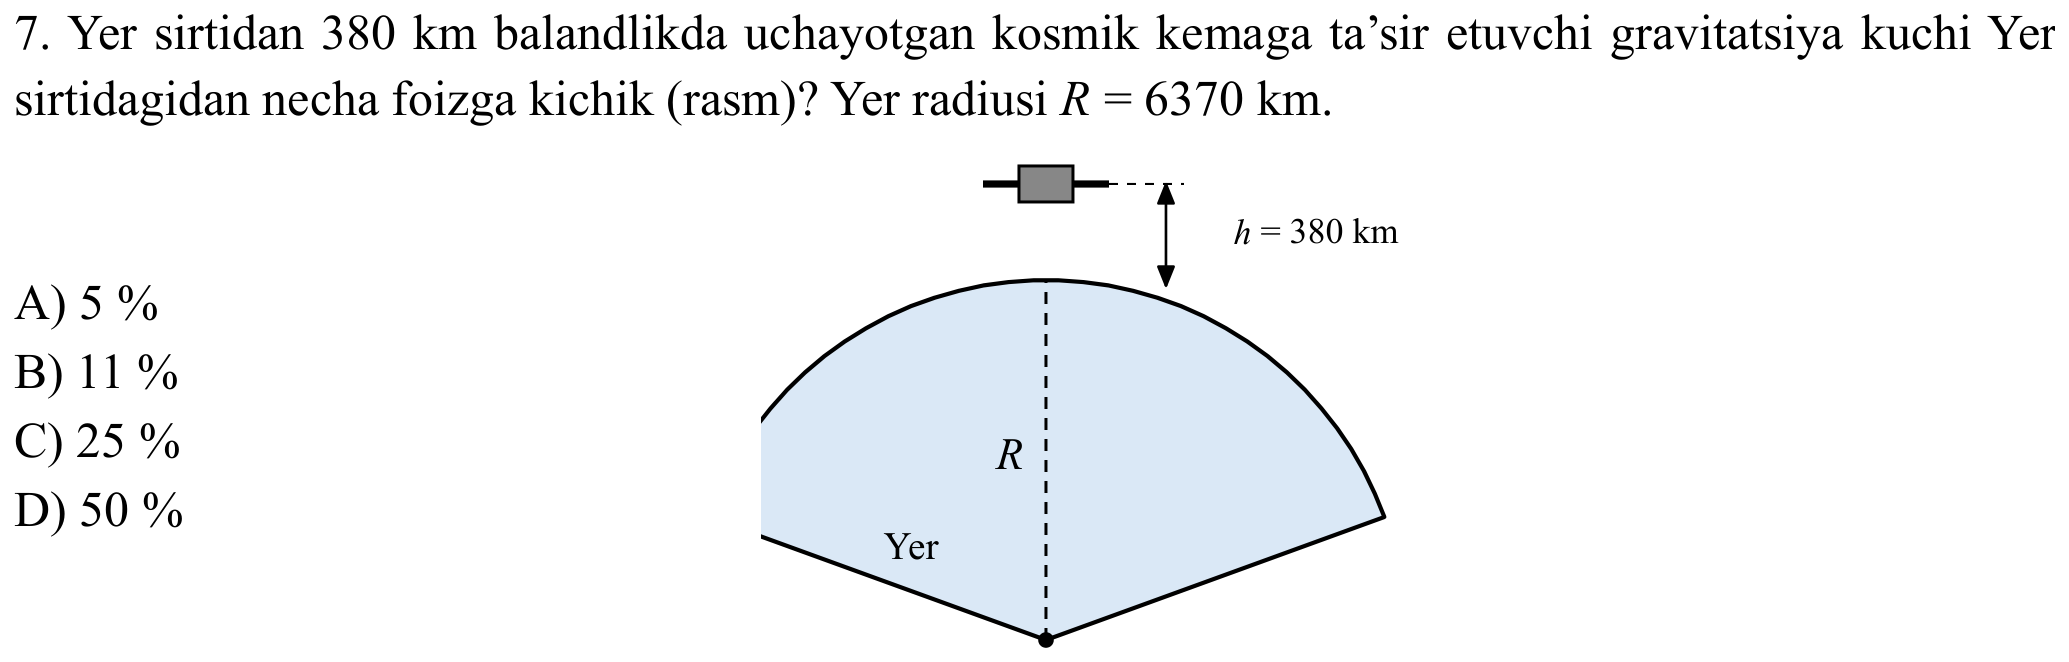 7. Yer sirtidan 380 km balandlikda uchayotgan kosmik kemaga ta’sir etuvchi gravitatsiya kuchi Yer
sirtidagidan necha foizga kichik (rasm)? Yer radiusi R = 6370 km.
h = 380 km
A) 5 %
B) 11 %
C) 25 %
R
D) 50 %
Yer